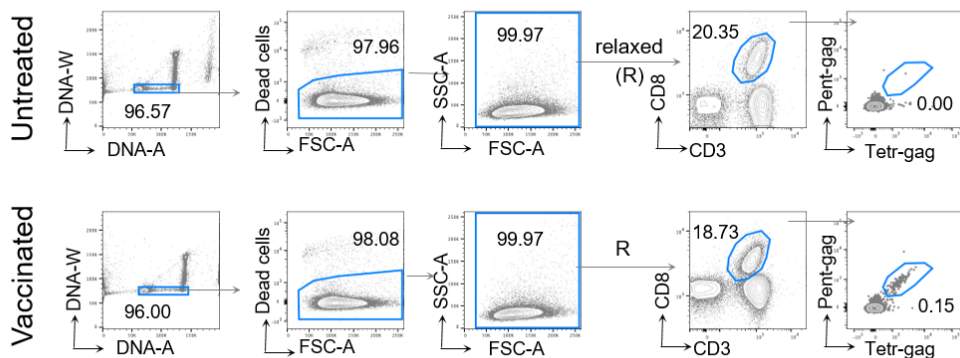 Untreated
DNA-W
96.57
DNA-A
Dead cells
97.96
FSC-A
SSC-A
99.97
FSC-A
relaxed
(R)
20.35
CD8
CD3
Pent-gag
0.00
Tetr-gag
Vaccinated
DNA-W
96.00
DNA-A
Dead cells
98.08
FSC-A
SSC-A
99.97
FSC-A
R
18.73
CD8
CD3
Pent-gag
0.15
Tetr-gag